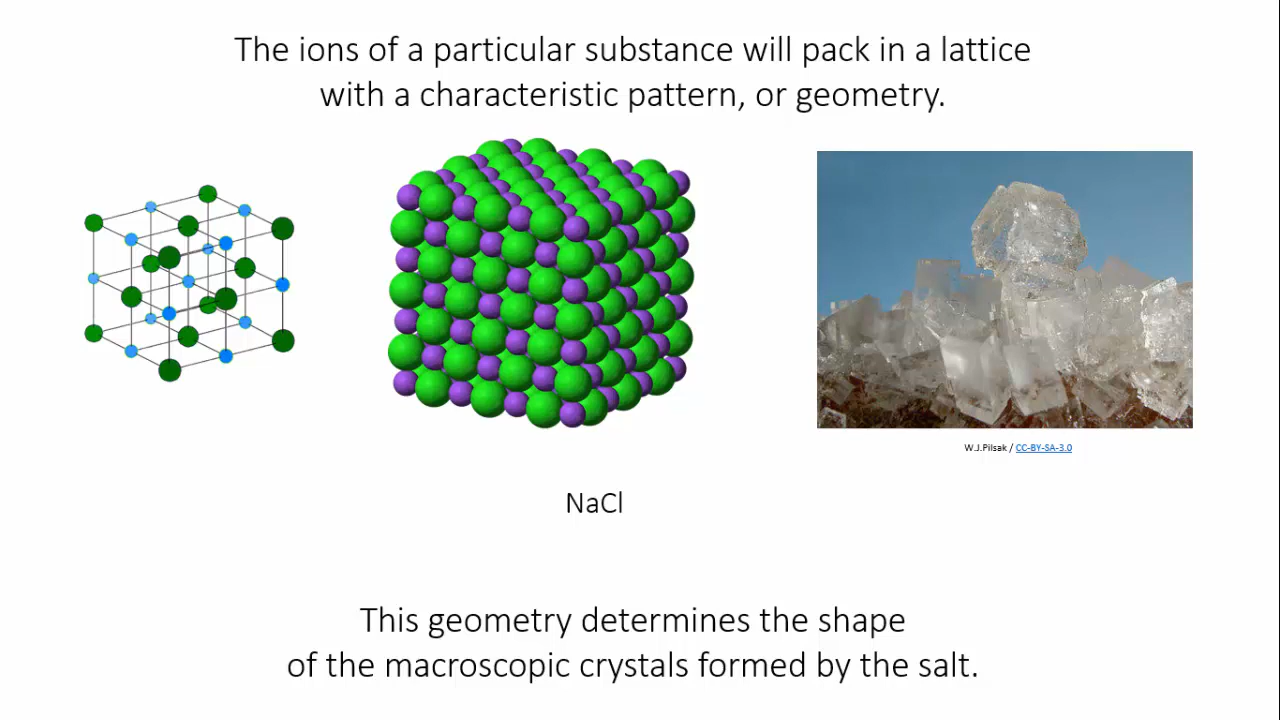 The ions of a particular substance will pack in a lattice
with a characteristic pattern, or geometry.
W.J.Pilsak / CC-BY-SA-3.0
NaCl
This geometry determines the shape
of the macroscopic crystals formed by the salt.